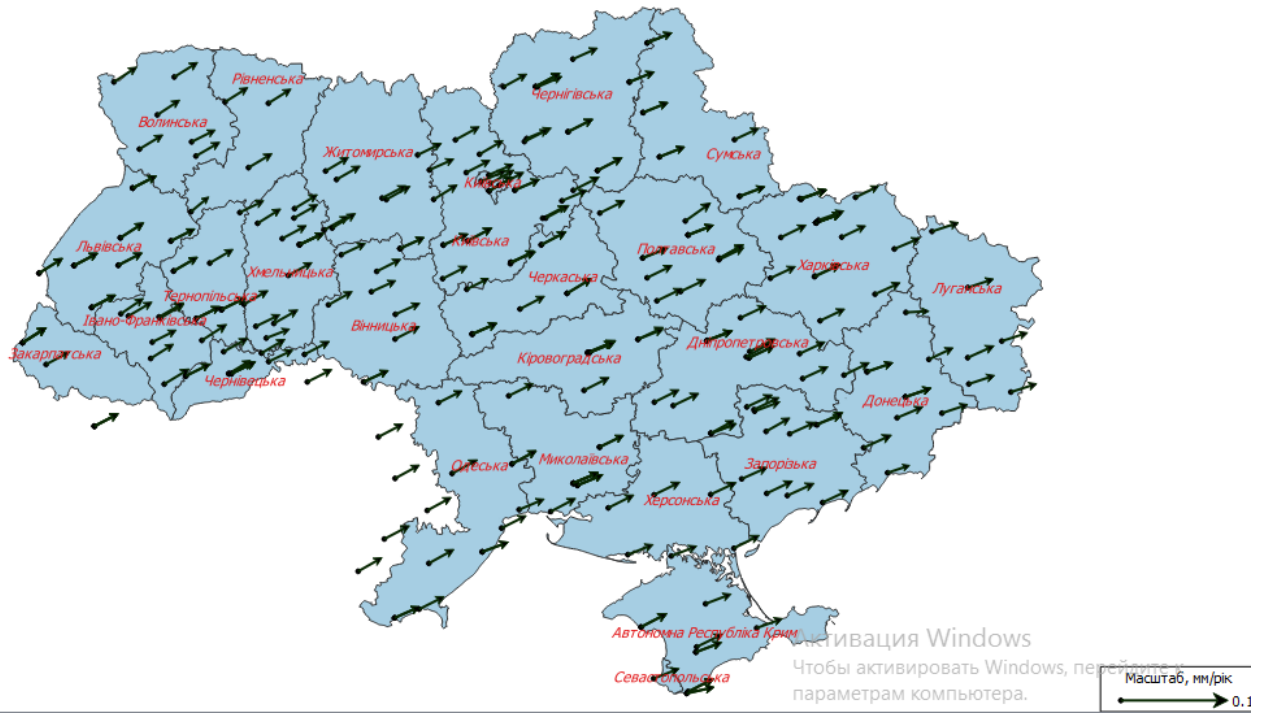 Рівненська
Чернігівська
Волинська
Житомирська
Сумська
Київська
Львівська
Київська
Полтавська
Хмельницька
Черкаська
Харківська
Тернопільська
Луганська
Івано-Франківська
Вінницька
Закарпатська
Кіровоградська
Дніпропетровська
Чернівецька
Донецька
Одеська
Миколаївська
Запорізька
Херсонська
Автономна Республіка Крим
Активация Windows
Севастопольська
Чтобы активировать Windows, перейдите к
параметрам компьютера.
Масштаб, мм/рік
0.1